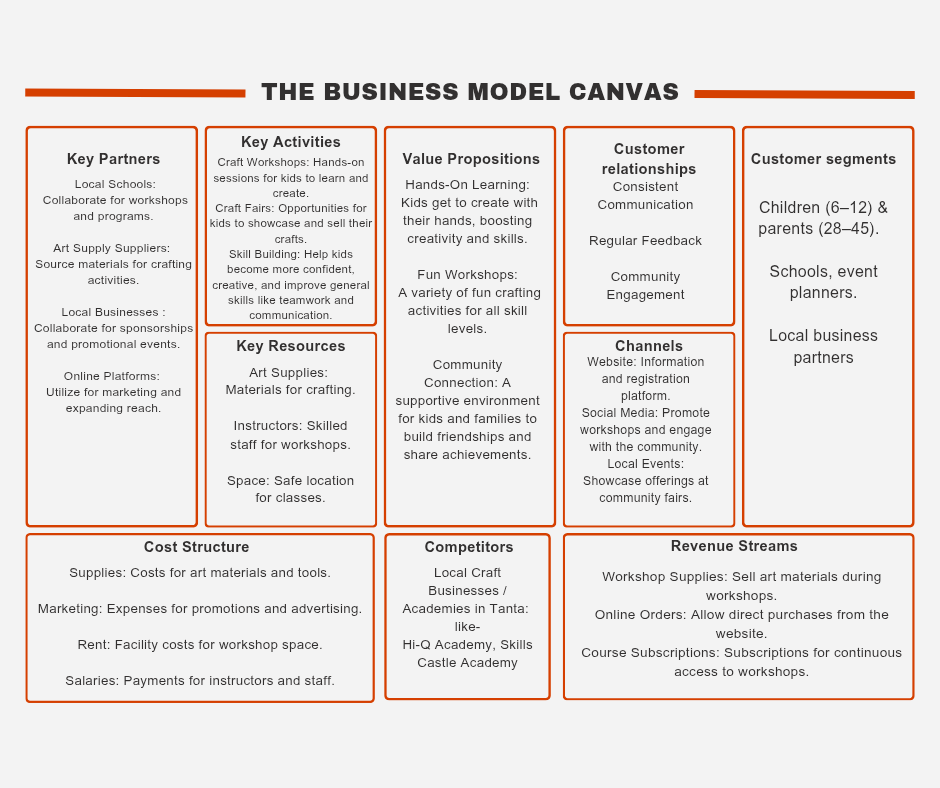 THE BUSINESS MODEL CANVAS
Key Partners
Local Schools:
Collaborate for workshops
and programs.
Art Supply Suppliers:
Source materials for crafting
activities.
Local Businesses :
Collaborate for sponsorships
and promotional events.
Online Platforms:
Utilize for marketing and
expanding reach.
Key Activities
Craft Workshops: Hands-on
sessions for kids to learn and
create.
Craft Fairs: Opportunities for
kids to showcase and sell their
crafts.
Skill Building: Help kids
become more confident,
creative, and improve general
skills like teamwork and
communication.
Key Resources
Art Supplies:
Materials for crafting.
Instructors: Skilled
staff for workshops.
Space: Safe location
for classes.
Value Propositions
Hands-On Learning:
Kids get to create with
their hands, boosting
creativity and skills.
Fun Workshops:
A variety of fun crafting
activities for all skill
levels.
Community
Connection: A
supportive environment
for kids and families to
build friendships and
share achievements.
Customer
relationships
Consistent
Communication
Regular Feedback
Community
Engagement
Channels
Website: Information
and registration
platform.
Social Media: Promote
workshops and engage
with the community.
Local Events:
Showcase offerings at
community fairs.
Customer segments
Children (6–12) &
parents (28–45).
Schools, event
planners.
Local business
partners
Cost Structure
Supplies: Costs for art materials and tools.
Marketing: Expenses for promotions and advertising.
Rent: Facility costs for workshop space.
Salaries: Payments for instructors and staff.
Competitors
Local Craft
Businesses /
Academies in Tanta:
like-
Hi-Q Academy, Skills
Castle Academy
Revenue Streams
Workshop Supplies: Sell art materials during
workshops.
Online Orders: Allow direct purchases from the
website.
Course Subscriptions: Subscriptions for continuous
access to workshops.